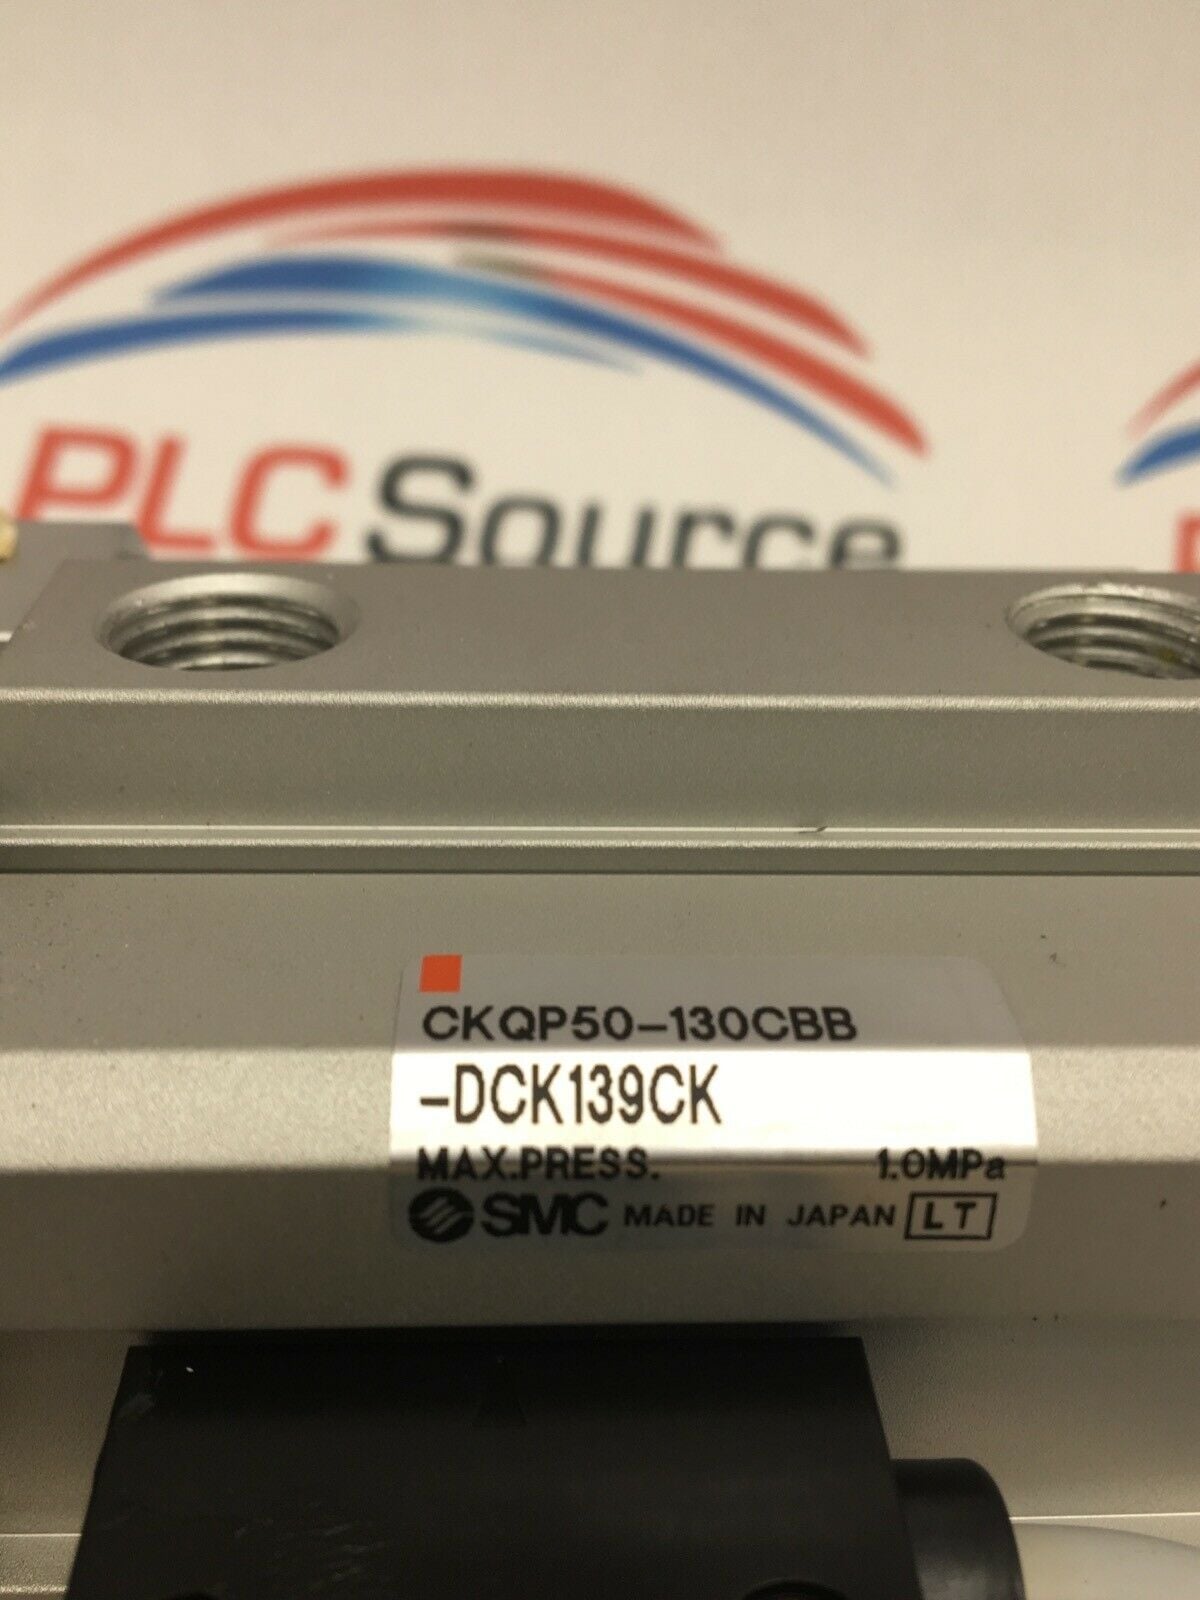 PLC Source
CKQP50-130CBB
-DCK139CK
MAX.PRESS. 1.0MPa
SMC MADE IN JAPAN LT